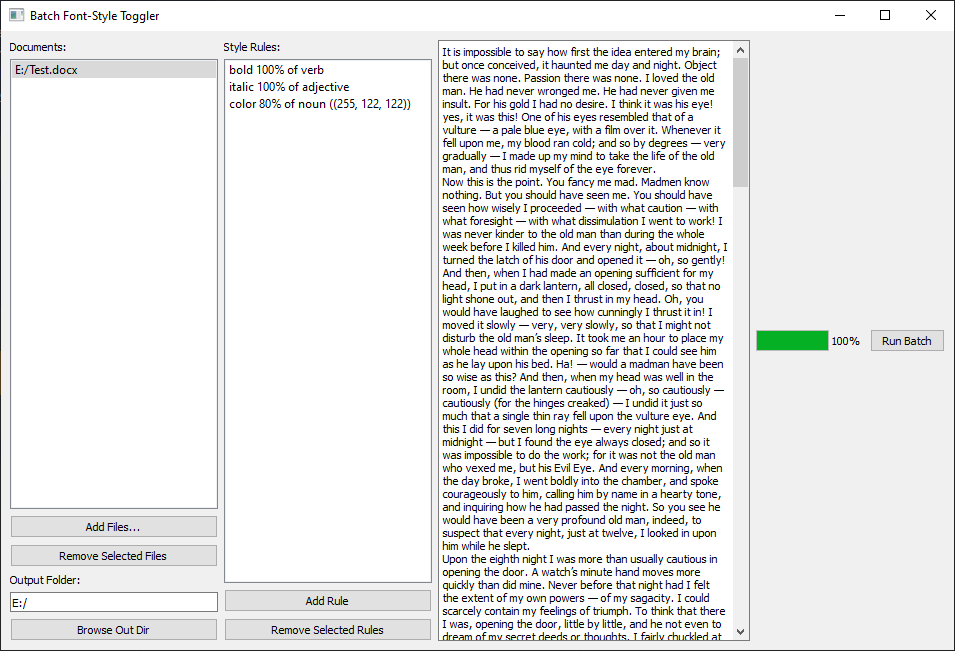 Batch Font-Style Toggler
Documents:
E:/Test.docx
Add Files...
Remove Selected Files
Output Folder:
E:/
Browse Out Dir
Style Rules:
bold 100% of verb
italic 100% of adjective
color 80% of noun ((255, 122, 122))
Add Rule
Remove Selected Rules
It is impossible to say how first the idea entered my brain;
but once conceived, it haunted me day and night. Object
there was none. Passion there was none. I loved the old
man. He had never wronged me. He had never given me
insult. For his gold I had no desire. I think it was his eye!
yes, it was this! One of his eyes resembled that of a
vulture — a pale blue eye, with a film over it. Whenever it
fell upon me, my blood ran cold; and so by degrees — very
gradually — I made up my mind to take the life of the old
man, and thus rid myself of the eye forever.
Now this is the point. You fancy me mad. Madmen know
nothing. But you should have seen me. You should have
seen how wisely I proceeded — with what caution — with
what foresight — with what dissimulation I went to work! I
was never kinder to the old man than during the whole
week before I killed him. And every night, about midnight, I
turned the latch of his door and opened it — oh, so gently!
And then, when I had made an opening sufficient for my
head, I put in a dark lantern, all closed, closed, so that no
light shone out, and then I thrust in my head. Oh, you
would have laughed to see how cunningly I thrust it in! I
moved it slowly — very, very slowly, so that I might not
disturb the old man’s sleep. It took me an hour to place my
whole head within the opening so far that I could see him
as he lay upon his bed. Ha! — would a madman have been
so wise as this? And then, when my head was well in the
room, I undid the lantern cautiously — oh, so cautiously —
cautiously (for the hinges creaked) — I undid it just so
much that a single thin ray fell upon the vulture eye. And
this I did for seven long nights — every night just at
midnight — but I found the eye always closed; and so it
was impossible to do the work; for it was not the old man
who vexed me, but his Evil Eye. And every morning, when
the day broke, I went boldly into the chamber, and spoke
courageously to him, calling him by name in a hearty tone,
and inquiring how he had passed the night. So you see he
would have been a very profound old man, indeed, to
suspect that every night, just at twelve, I looked in upon
him while he slept.
Upon the eighth night I was more than usually cautious in
opening the door. A watch’s minute hand moves more
quickly than did mine. Never before that night had I felt
the extent of my own powers — of my sagacity. I could
scarcely contain my feelings of triumph. To think that there
I was, opening the door, little by little, and he not even to
dream of my secret deeds or thoughts. I fairly chuckled at
100%
Run Batch